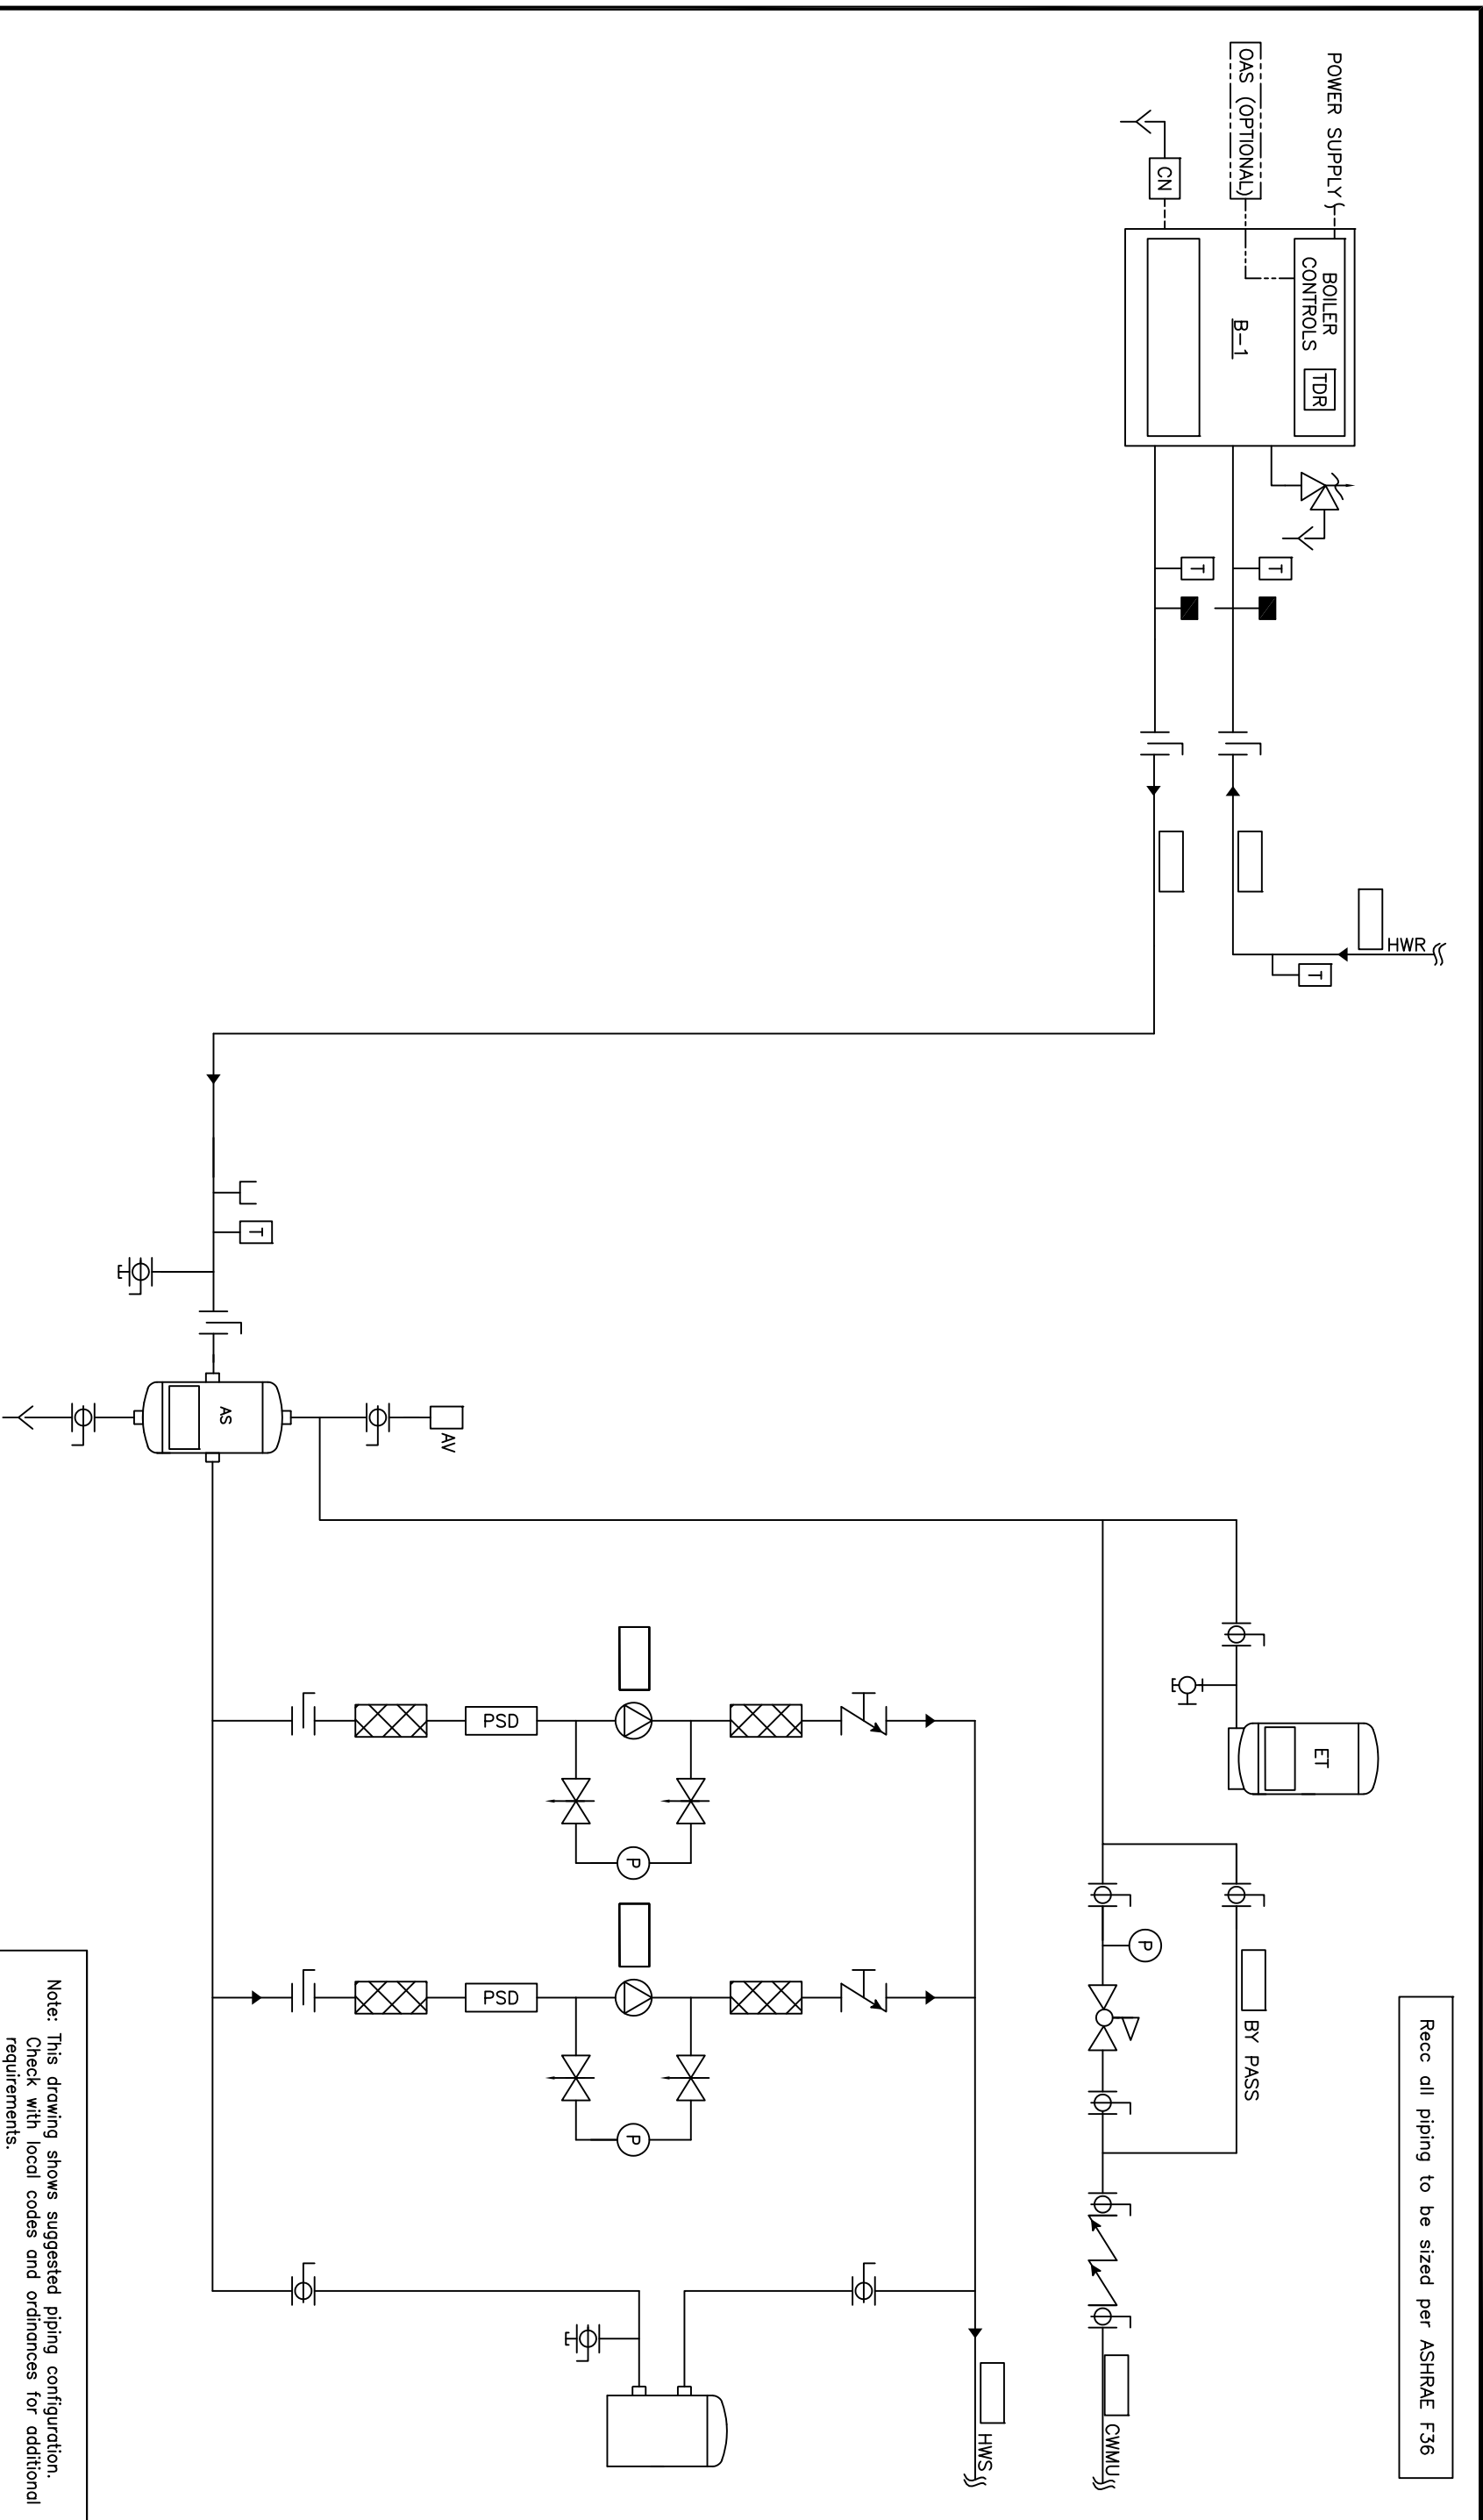 Recc all piping to be sized per ASHRAE F36
HWR
POWER SUPPLY
OAS (OPTIONAL)
CN
BOILER
CONTROLS
TDR
B-1
T
T
T
ET
BY PASS
P
CWMU
HWS
T
AV
AS
PSD
P
PSD
P
Note: This drawing shows suggested piping configuration.
Check with local codes and ordinances for additional
requirements.